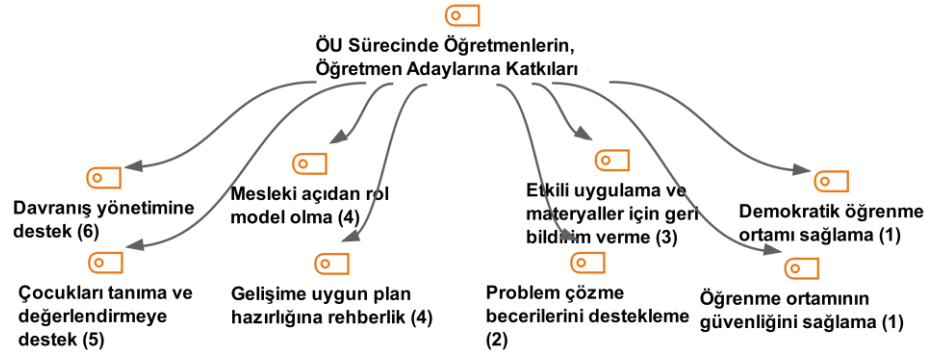 ÖU Sürecinde Öğretmenlerin,
Öğretmen Adaylarına Katkıları
Davranış yönetimine
destek (6)
Mesleki açıdan rol
model olma (4)
Etkili uygulama ve
materyaller için geri
bildirim verme (3)
Demokratik öğrenme
ortamı sağlama (1)
Çocukları tanıma ve
değerlendirmeye
destek (5)
Gelişime uygun plan
hazırlığına rehberlik (4)
Problem çözme
becerilerini destekleme
(2)
Öğrenme ortamının
güvenliğini sağlama (1)